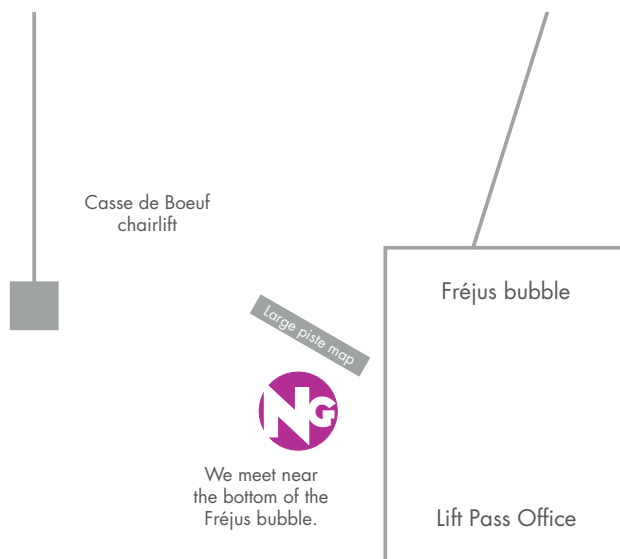 Casse de Boeuf
chairlift
Fréjus bubble
Large piste map
NG
We meet near
the bottom of the
Fréjus bubble.
Lift Pass Office